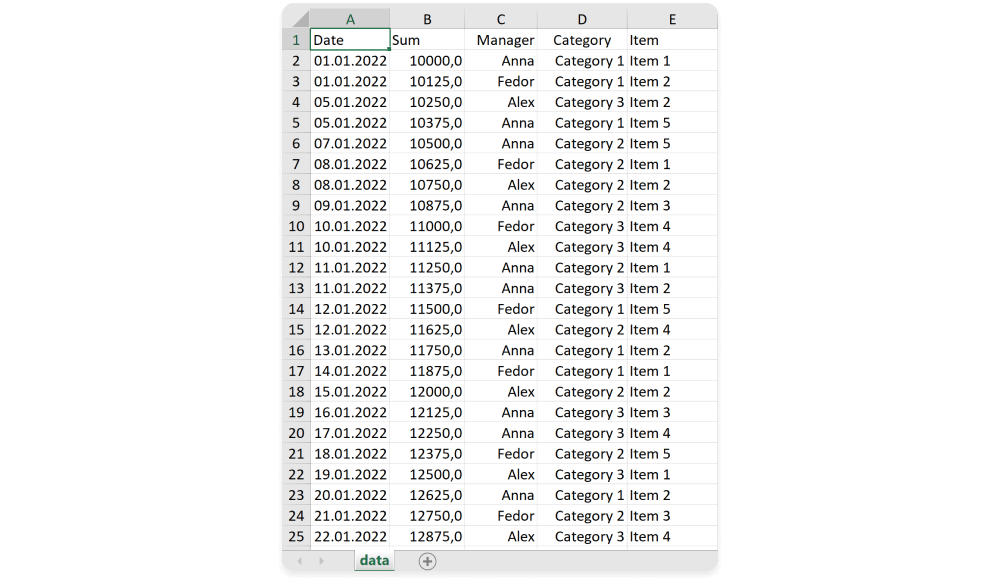 A B C D E
1 Date Sum Manager Category Item
2 01.01.2022 10000,0 Anna Category 1 Item 1
3 01.01.2022 10125,0 Fedor Category 1 Item 2
4 05.01.2022 10250,0 Alex Category 3 Item 2
5 05.01.2022 10375,0 Anna Category 1 Item 5
6 07.01.2022 10500,0 Anna Category 2 Item 5
7 08.01.2022 10625,0 Fedor Category 2 Item 1
8 08.01.2022 10750,0 Alex Category 2 Item 2
9 09.01.2022 10875,0 Anna Category 2 Item 3
10 10.01.2022 11000,0 Fedor Category 3 Item 4
11 10.01.2022 11125,0 Alex Category 3 Item 4
12 11.01.2022 11250,0 Anna Category 2 Item 1
13 11.01.2022 11375,0 Anna Category 3 Item 2
14 12.01.2022 11500,0 Fedor Category 1 Item 5
15 12.01.2022 11625,0 Alex Category 2 Item 4
16 13.01.2022 11750,0 Anna Category 1 Item 2
17 14.01.2022 11875,0 Fedor Category 1 Item 1
18 15.01.2022 12000,0 Alex Category 2 Item 2
19 16.01.2022 12125,0 Anna Category 3 Item 3
20 17.01.2022 12250,0 Anna Category 3 Item 4
21 18.01.2022 12375,0 Fedor Category 2 Item 5
22 19.01.2022 12500,0 Alex Category 3 Item 1
23 20.01.2022 12625,0 Anna Category 1 Item 2
24 21.01.2022 12750,0 Fedor Category 2 Item 3
25 22.01.2022 12875,0 Alex Category 3 Item 4
data